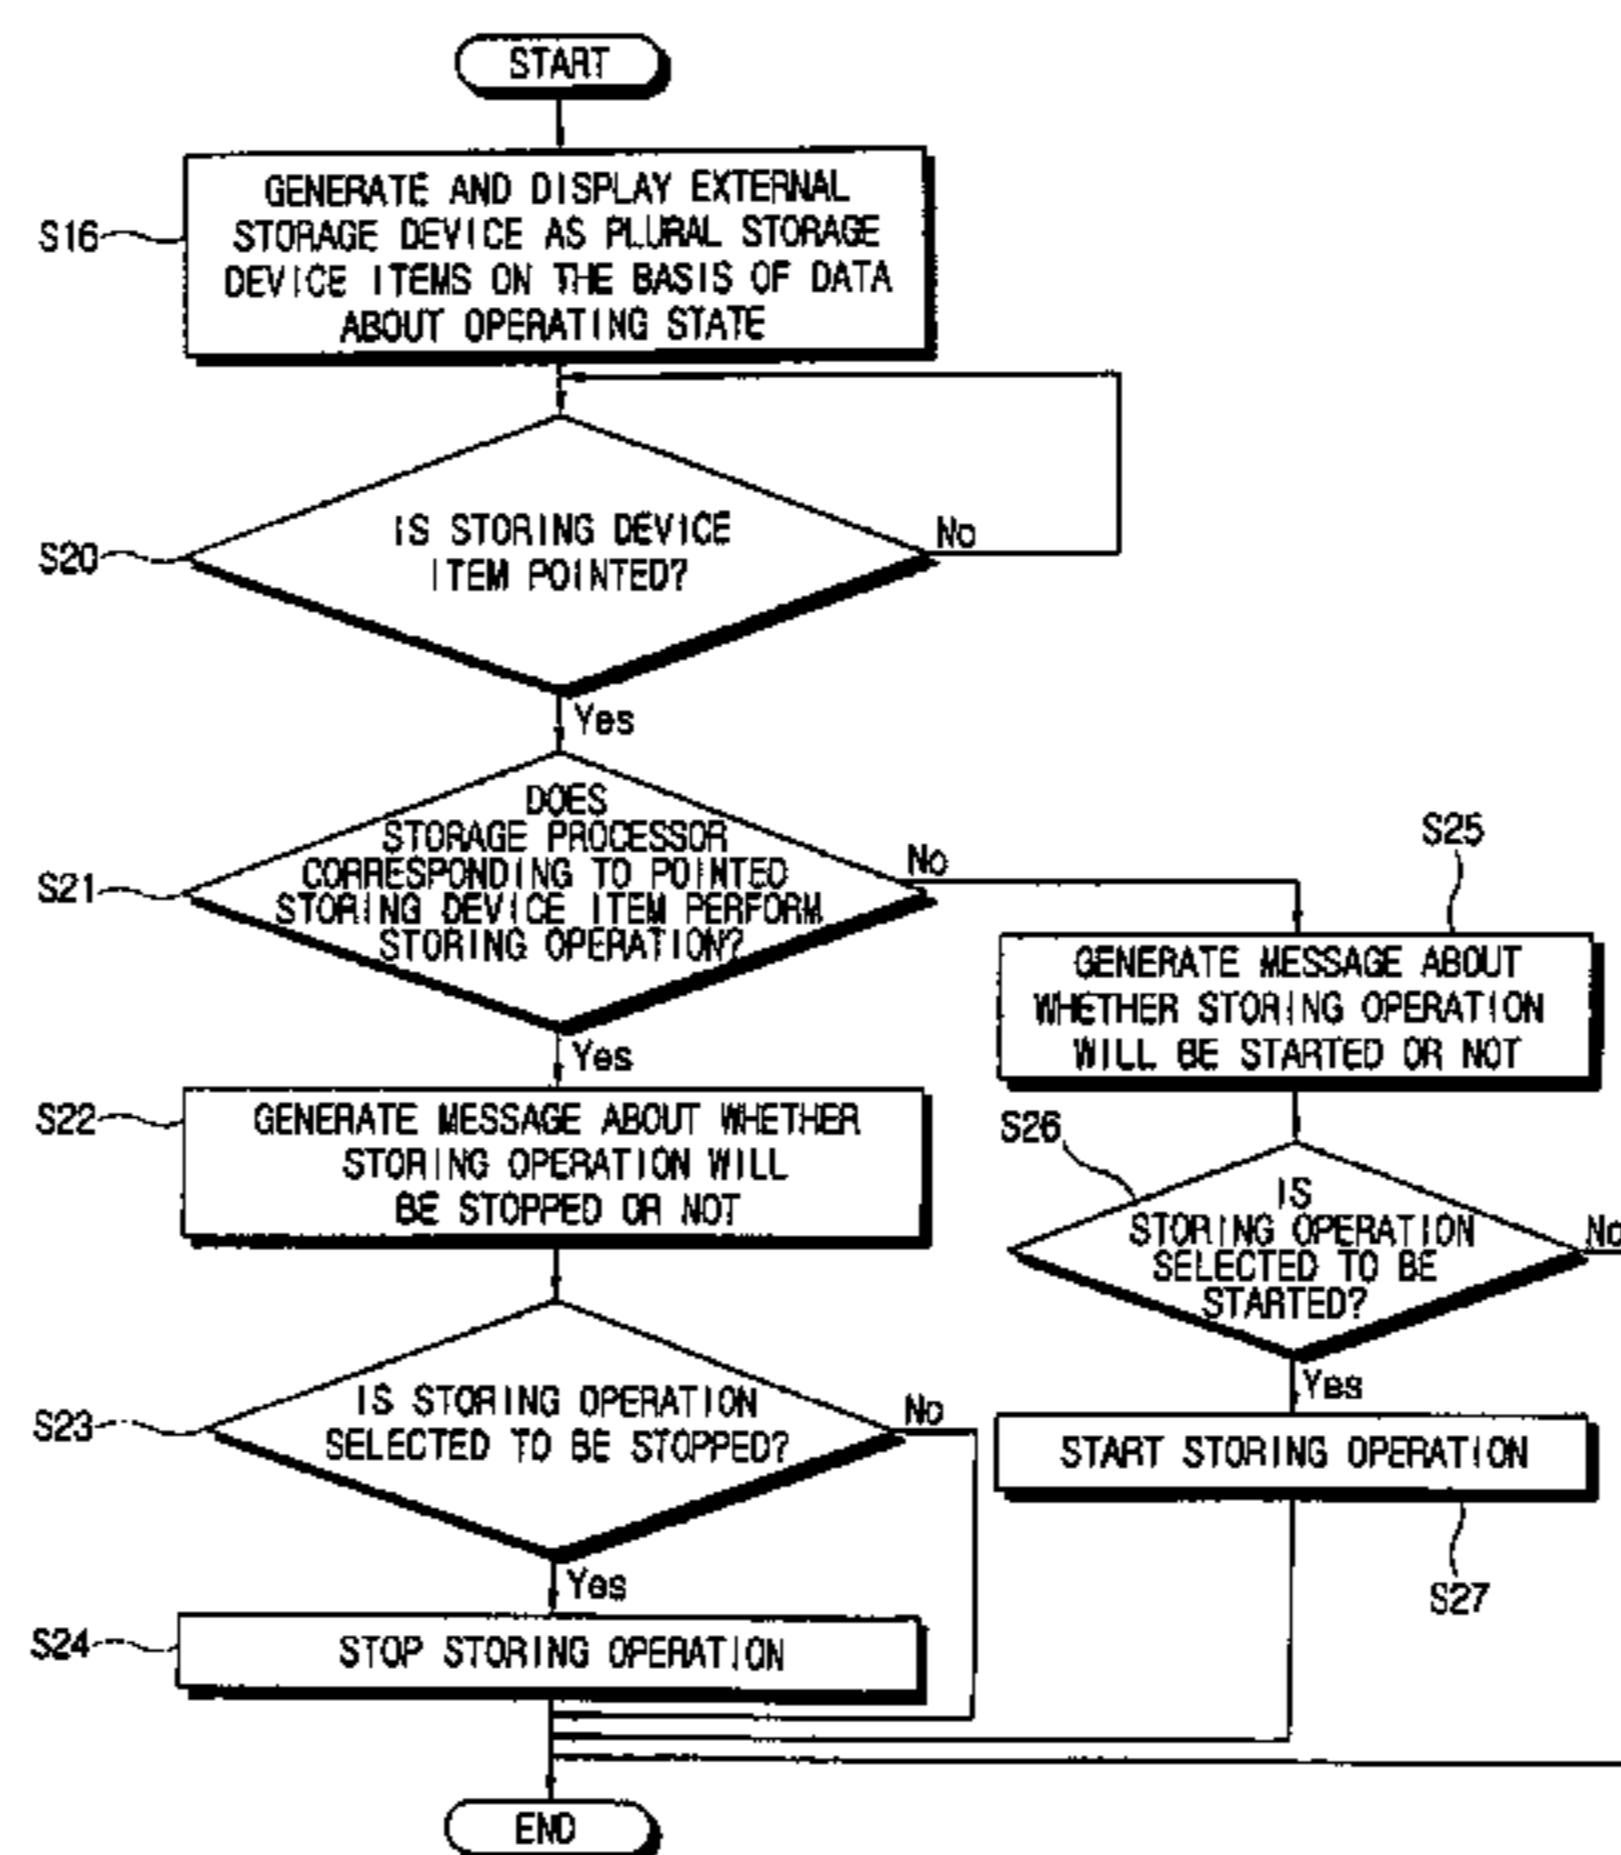 START
S16
GENERATE AND DISPLAY EXTERNAL
STORAGE DEVICE AS PLURAL STORAGE
DEVICE ITEMS ON THE BASIS OF DATA
ABOUT OPERATING STATE
S20
IS STORING DEVICE
ITEM POINTED?
No
Yes
S21
DOES
STORAGE PROCESSOR
CORRESPONDING TO POINTED
STORING DEVICE ITEM PERFORM
STORING OPERATION?
No
Yes
S25
GENERATE MESSAGE ABOUT
WHETHER STORING OPERATION
WILL BE STARTED OR NOT
S22
GENERATE MESSAGE ABOUT WHETHER
STORING OPERATION WILL
BE STOPPED OR NOT
S26
IS
STORING OPERATION
SELECTED TO BE
STARTED?
No
Yes
S23
IS STORING OPERATION
SELECTED TO BE STOPPED?
No
Yes
START STORING OPERATION
S27
S24
STOP STORING OPERATION
END